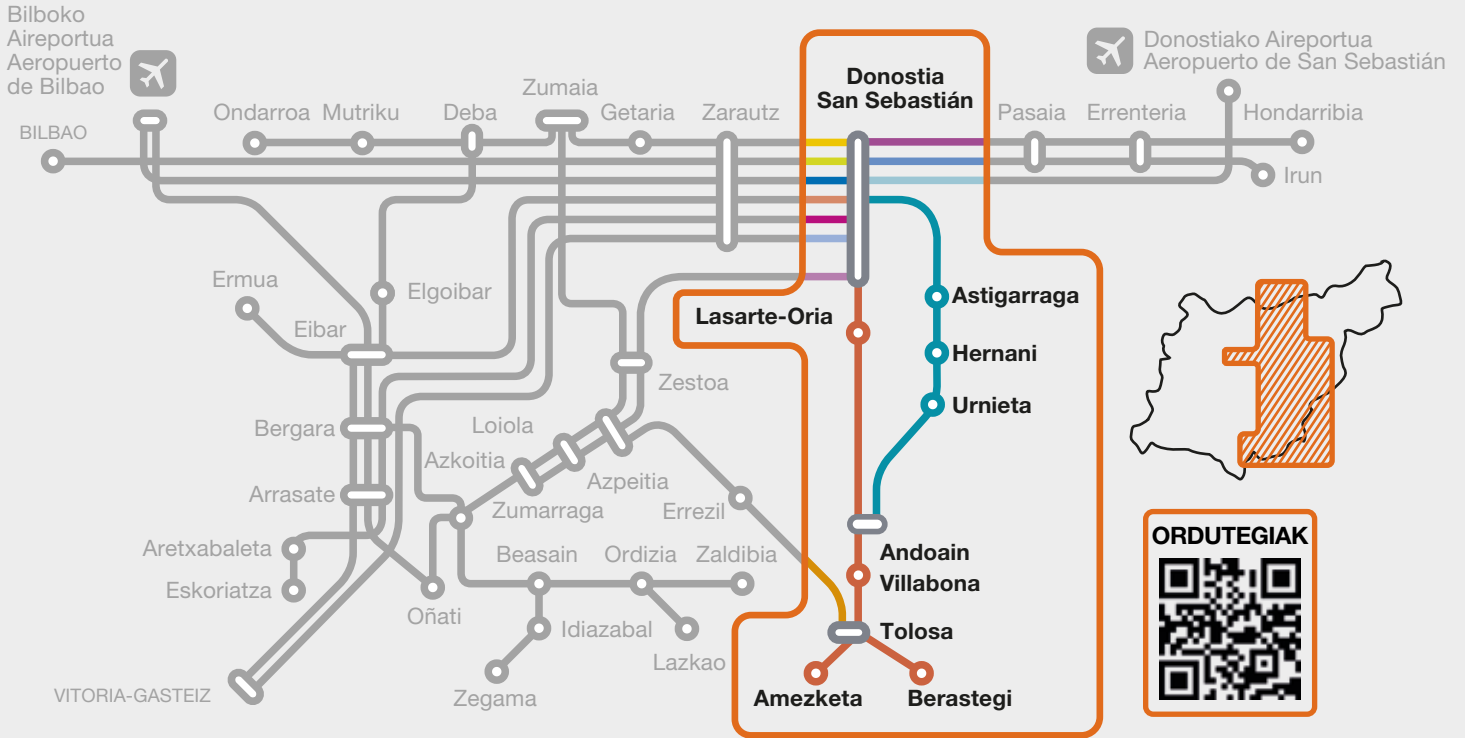 Bilboko
Aireportua
Aeropuerto
de Bilbao
Donostiako Aireportua
Aeropuerto de San Sebastián
Donostia
San Sebastián
Zumaia
Ondarroa
Mutriku
Deba
Getaria
Zarautz
Pasaia
Errenteria
Hondarribia
BILBAO
Irun
Ermua
Elgoibar
Astigarraga
Lasarte-Oria
Eibar
Hernani
Zestoa
Urnieta
Bergara
Loiola
Azkoitia
Azpeitia
Arrasate
Zumarraga
Errezil
ORDUTEGIAK
Aretxabaleta
Beasain
Ordizia
Zaldibia
Andoain
Villabona
Eskoriatza
Oñati
Idiazabal
Tolosa
Lazkao
VITORIA-GASTEIZ
Zegama
Amezketa
Berastegi